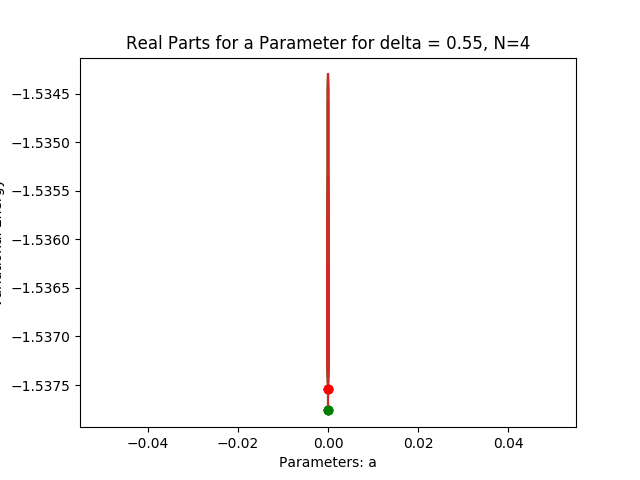 Real Parts for a Parameter for delta = 0.55, N=4
−1.5345
−1.5350
−1.5355
−1.5360
−1.5365
−1.5370
−1.5375
−0.04 −0.02 0.00 0.02 0.04
Parameters: a